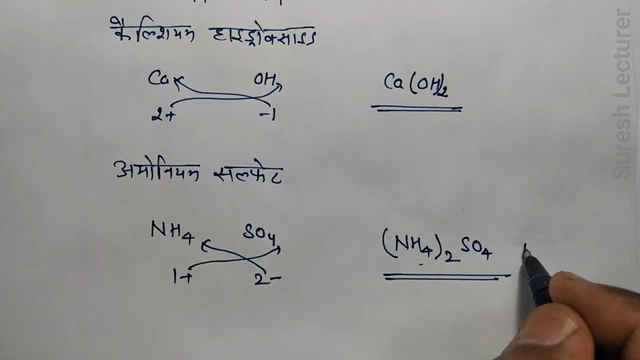 कैल्शियम हाइड्रोक्साइड
Ca OH Ca(OH)2
2+ -1
अमोनियम सल्फेट
NH4 SO4 (NH4)2 SO4
1+ 2-
Suresh Lecturer